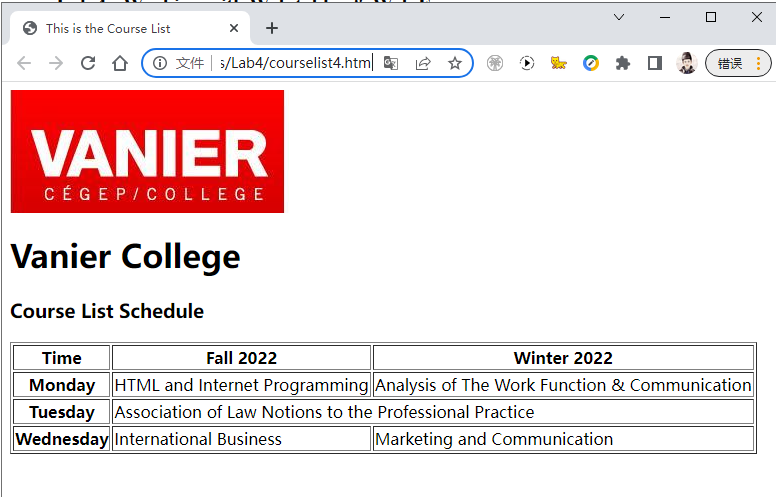 This is the Course List
文件 s/Lab4/courselist4.htm 错误
VANIER
CÉGEP/COLLEGE
Vanier College
Course List Schedule
Time Fall 2022 Winter 2022
Monday HTML and Internet Programming Analysis of The Work Function & Communication
Tuesday Association of Law Notions to the Professional Practice
Wednesday International Business Marketing and Communication